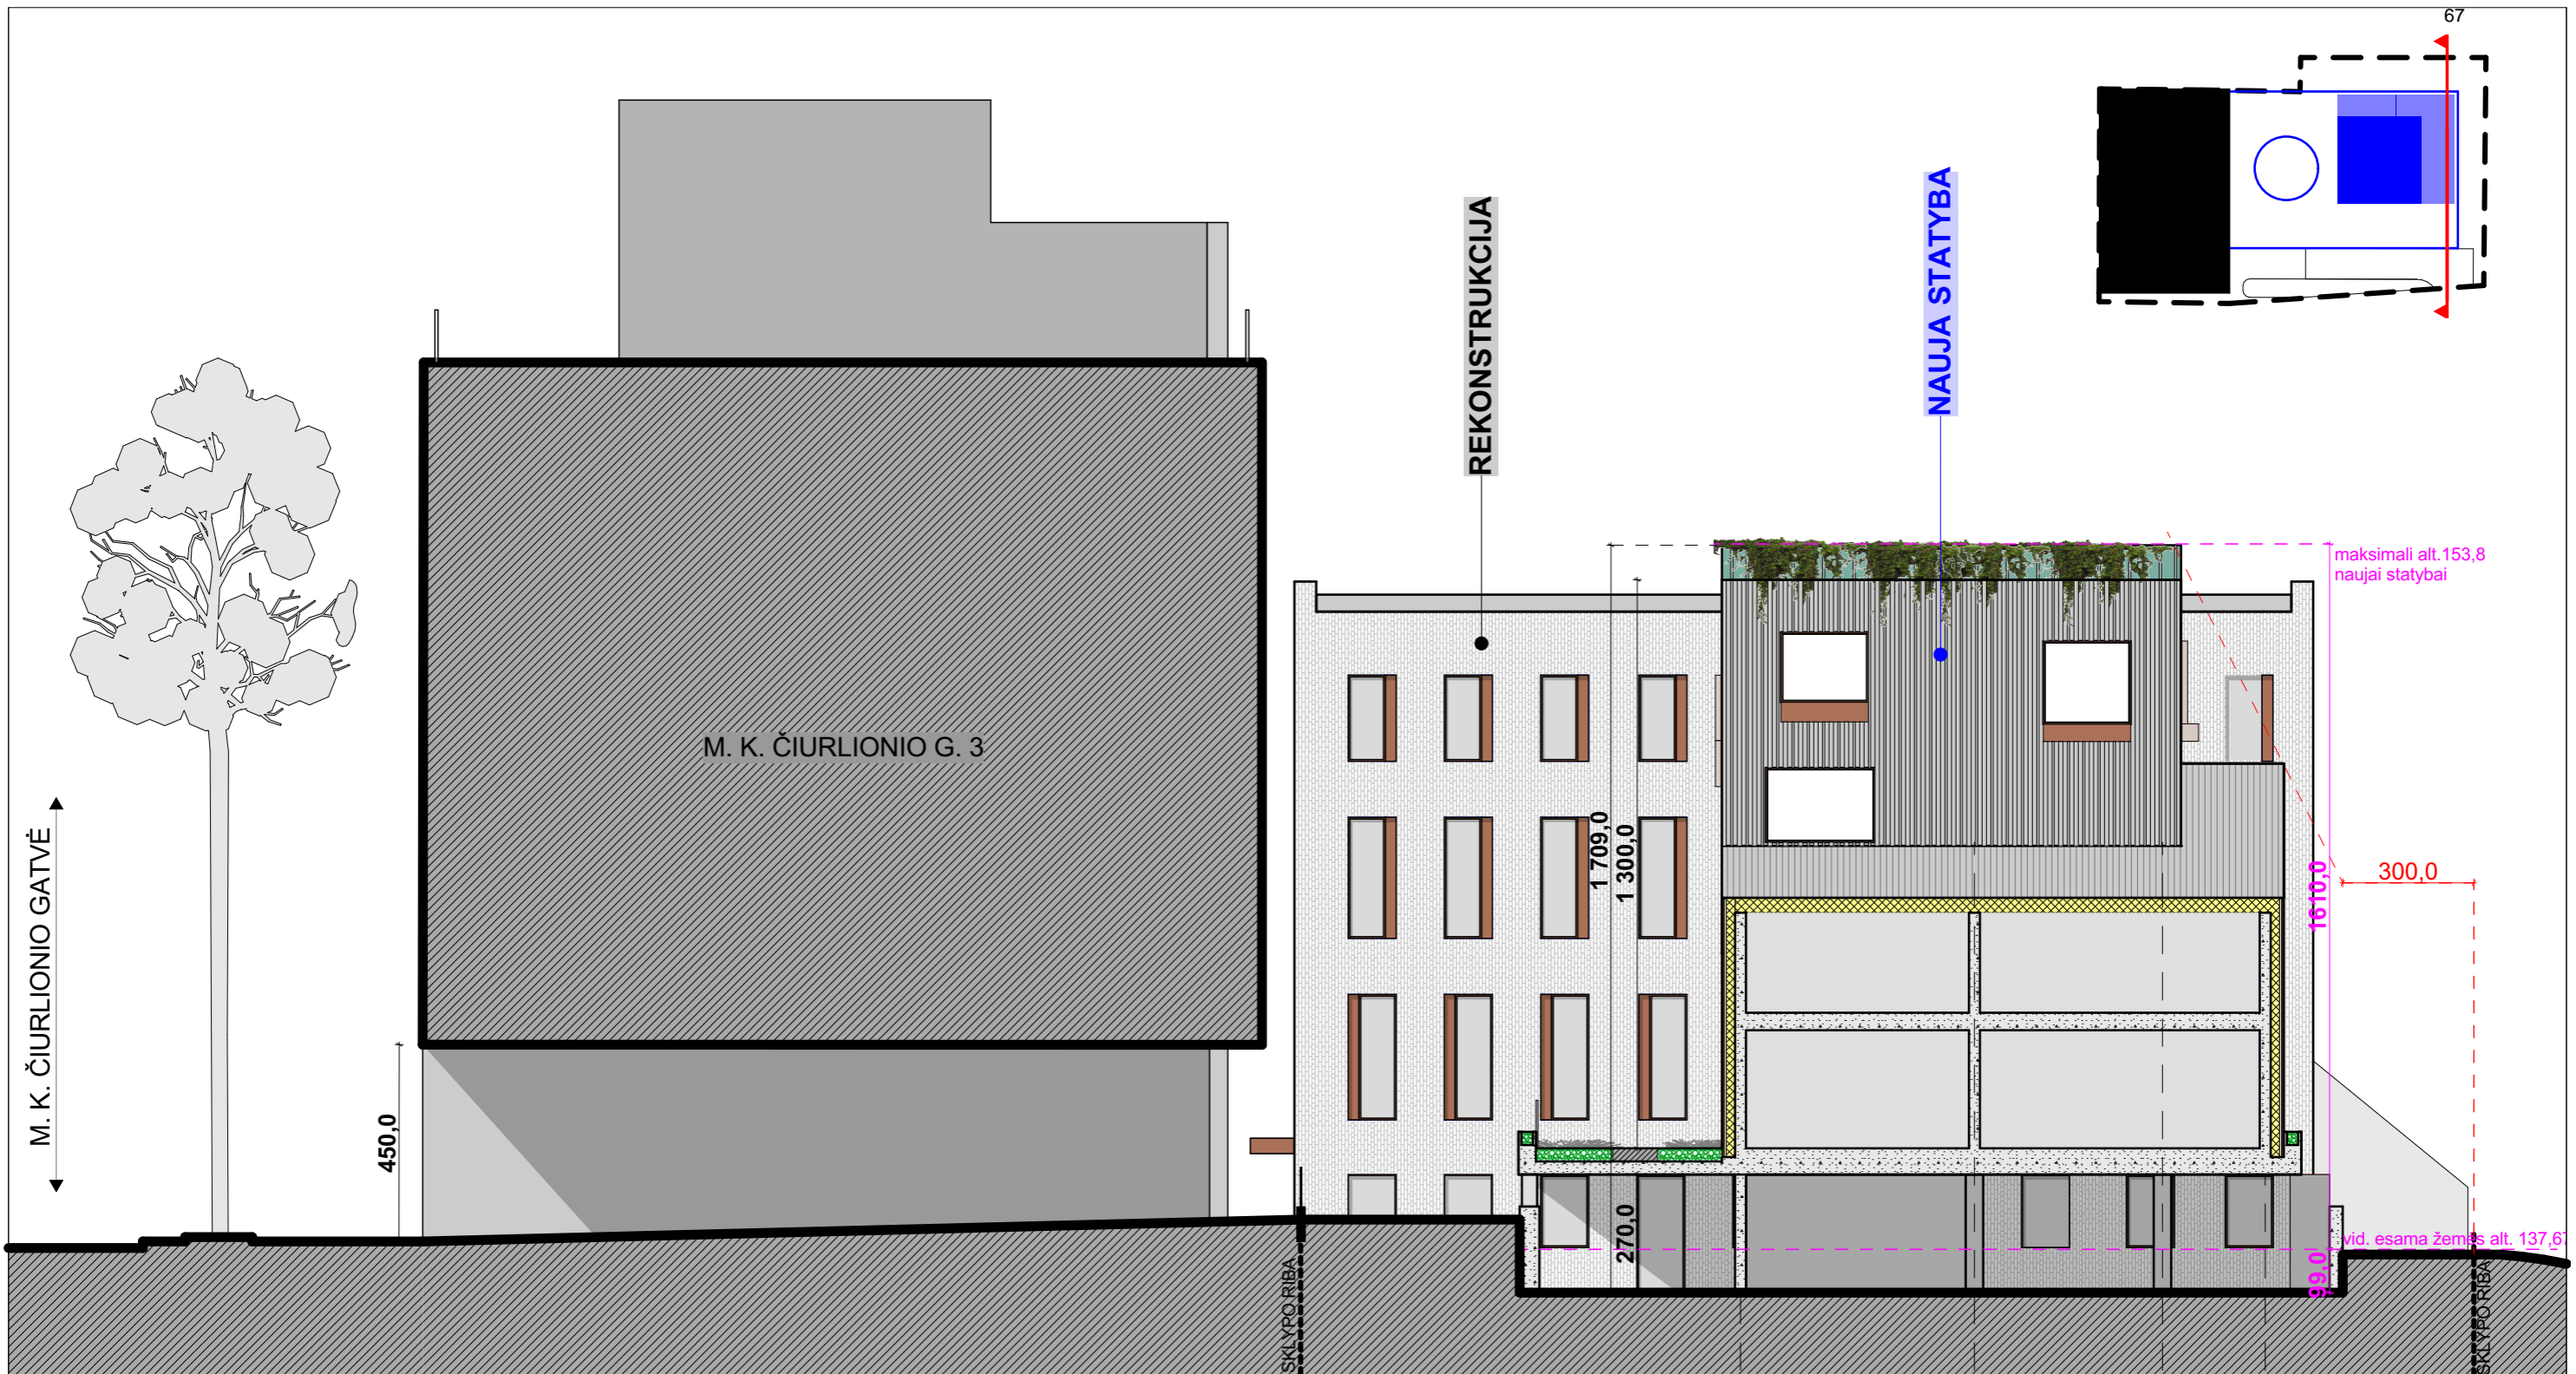 67
REKONSTRUKCIJA
NAUJA STATYBA
maksimali alt.153,8
naujai statybai
M. K. ČIURLIONIO G. 3
M. K. ČIURLIONIO GATVĖ
450,0
1 709,0
1 300,0
1610,0
300,0
270,0
vid. esama žemės alt. 137,67
99,0
SKLYPO RIBA
SKLYPO RIBA